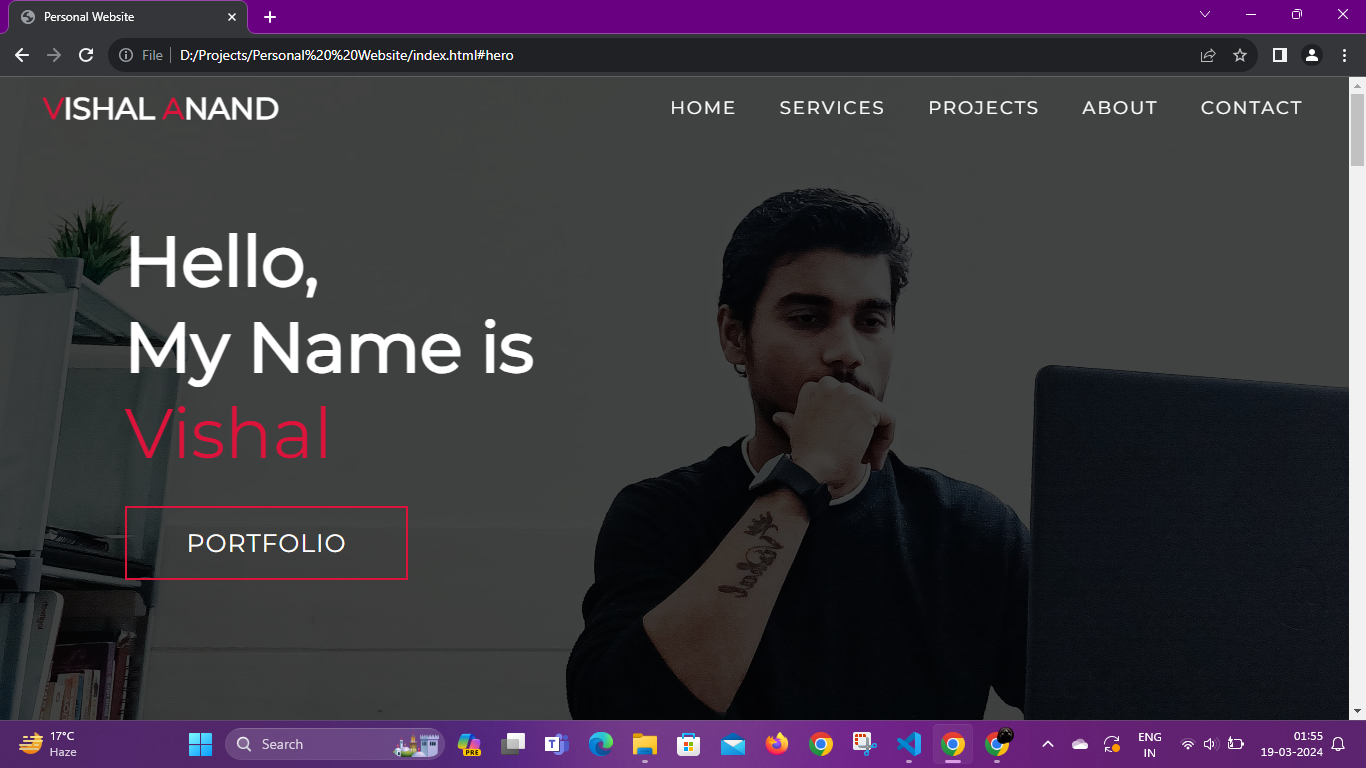 Personal Website
File
D:/Projects/Personal%20%20Website/index.html#hero
VISHAL ANAND
HOME SERVICES PROJECTS ABOUT CONTACT
Hello,
My Name is
Vishal
PORTFOLIO
17°C
Haze
Search
PRE
ENG
IN
01:55
19-03-2024